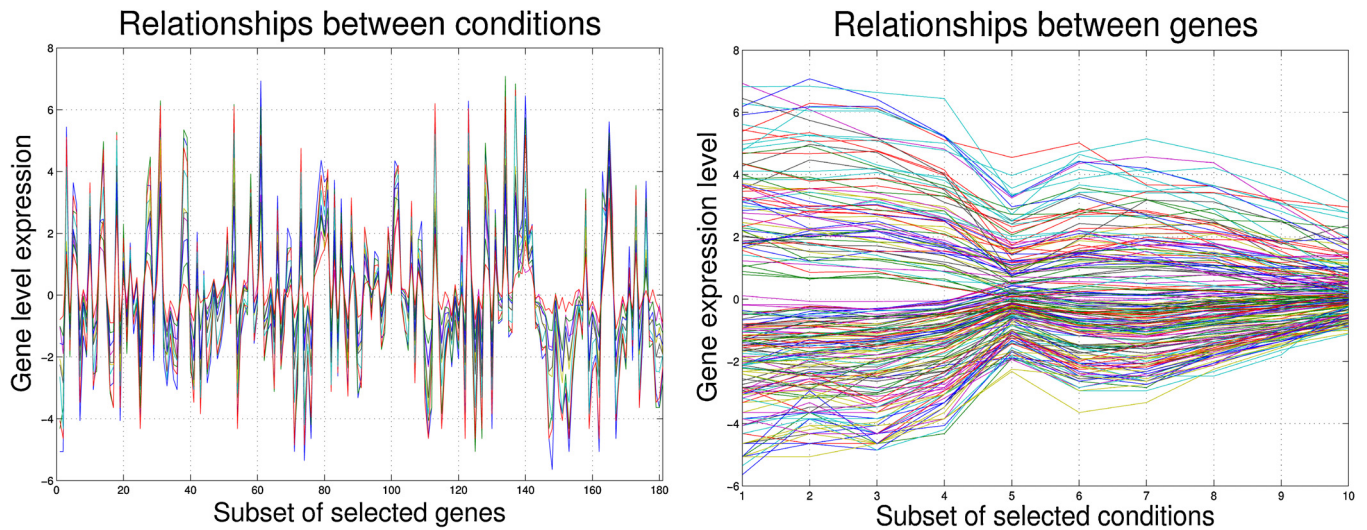 Relationships between conditions
8
6
4
2
0
−2
−4
−6
Gene level expression
0 20 40 60 80 100 120 140 160 180
Subset of selected genes
Relationships between genes
8
6
4
2
0
−2
−4
−6
Gene expression level
1 2 3 4 5 6 7 8 9 10
Subset of selected conditions